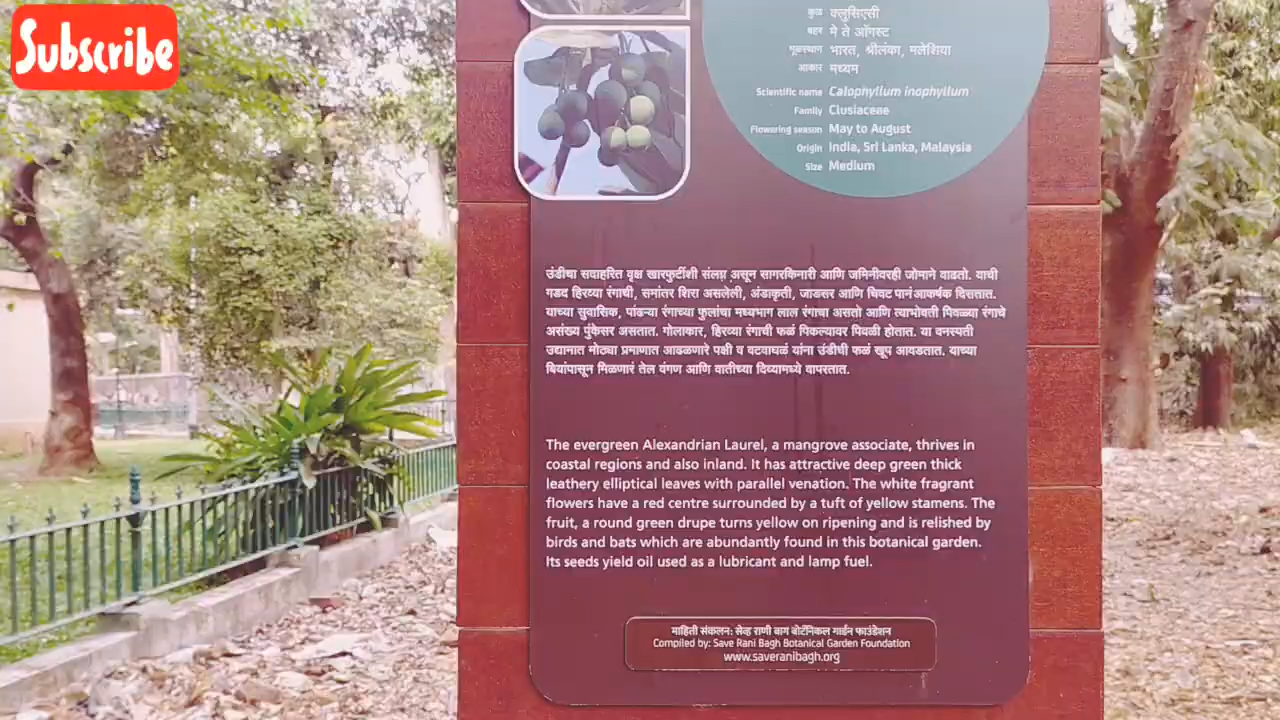 Subscribe
कुळ क्लुसिएसी
बहर मे ते ऑगस्ट
मूळस्थान भारत, श्रीलंका, मलेशिया
आकार मध्यम
Scientific name Calophyllum inophyllum
Family Clusiaceae
Flowering season May to August
Origin India, Sri Lanka, Malaysia
Size Medium
उंडीचा सदाहरित वृक्ष खारफुटींशी संलग्न असून सागरकिनारी आणि जमिनीवरही जोमाने वाढतो. याची
गडद हिरव्या रंगाची, समांतर शिरा असलेली, अंडाकृती, जाडसर आणि चिवट पानं आकर्षक दिसतात.
याच्या सुवासिक, पांढऱ्या रंगाच्या फुलांचा मध्यभाग लाल रंगाचा असतो आणि त्याभोवती पिवळ्या रंगाचे
असंख्य पुंकेसर असतात. गोलाकार, हिरव्या रंगाची फळं पिकल्यावर पिवळी होतात. या वनस्पती
उद्यानात मोठ्या प्रमाणात आढळणारे पक्षी व वटवाघळं यांना उंडीची फळं खूप आवडतात. याच्या
बियांपासून मिळणारं तेल वंगण आणि वातीच्या दिव्यामध्ये वापरतात.
The evergreen Alexandrian Laurel, a mangrove associate, thrives in
coastal regions and also inland. It has attractive deep green thick
leathery elliptical leaves with parallel venation. The white fragrant
flowers have a red centre surrounded by a tuft of yellow stamens. The
fruit, a round green drupe turns yellow on ripening and is relished by
birds and bats which are abundantly found in this botanical garden.
Its seeds yield oil used as a lubricant and lamp fuel.
माहिती संकलन: सेव्ह राणी बाग बोटॅनिकल गार्डन फाउंडेशन
Compiled by: Save Rani Bagh Botanical Garden Foundation
www.saveranibagh.org